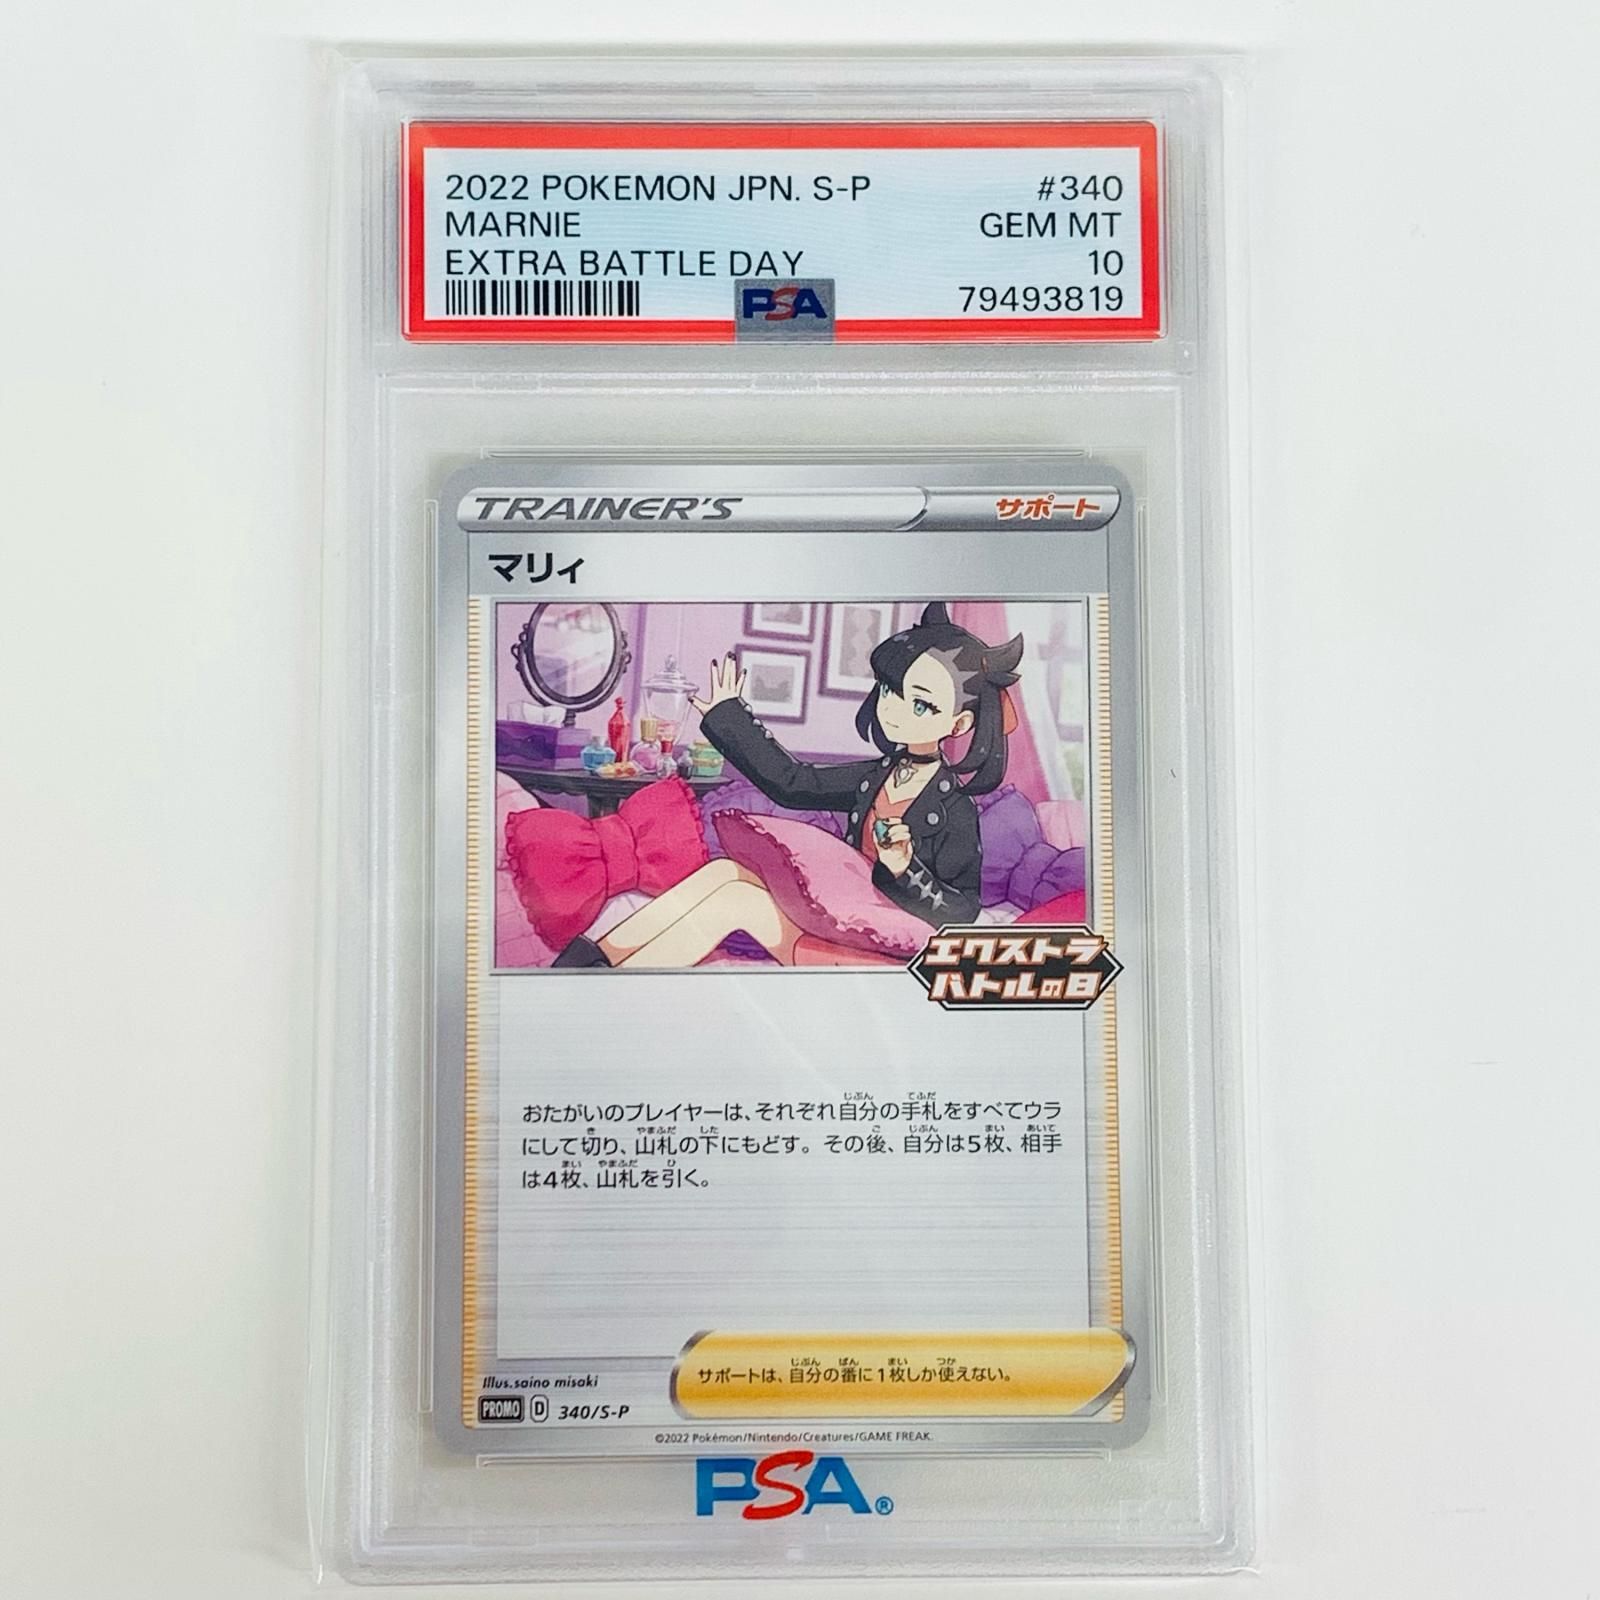 2022 POKEMON JPN. S-P #340
MARNIE GEM MT
EXTRA BATTLE DAY 10
PSA 79493819
TRAINER'S サポート
マリィ
エクストラ
バトルの日
おたがいのプレイヤーは、それぞれ自分の手札をすべてウラ
にして切り、山札の下にもどす。その後、自分は5枚、相手
は4枚、山札を引く。
サポートは、自分の番に1枚しか使えない。
Illus.saino misaki
PROMO D 340/S-P
©2022 Pokémon/Nintendo/Creatures/GAME FREAK.
PSA®